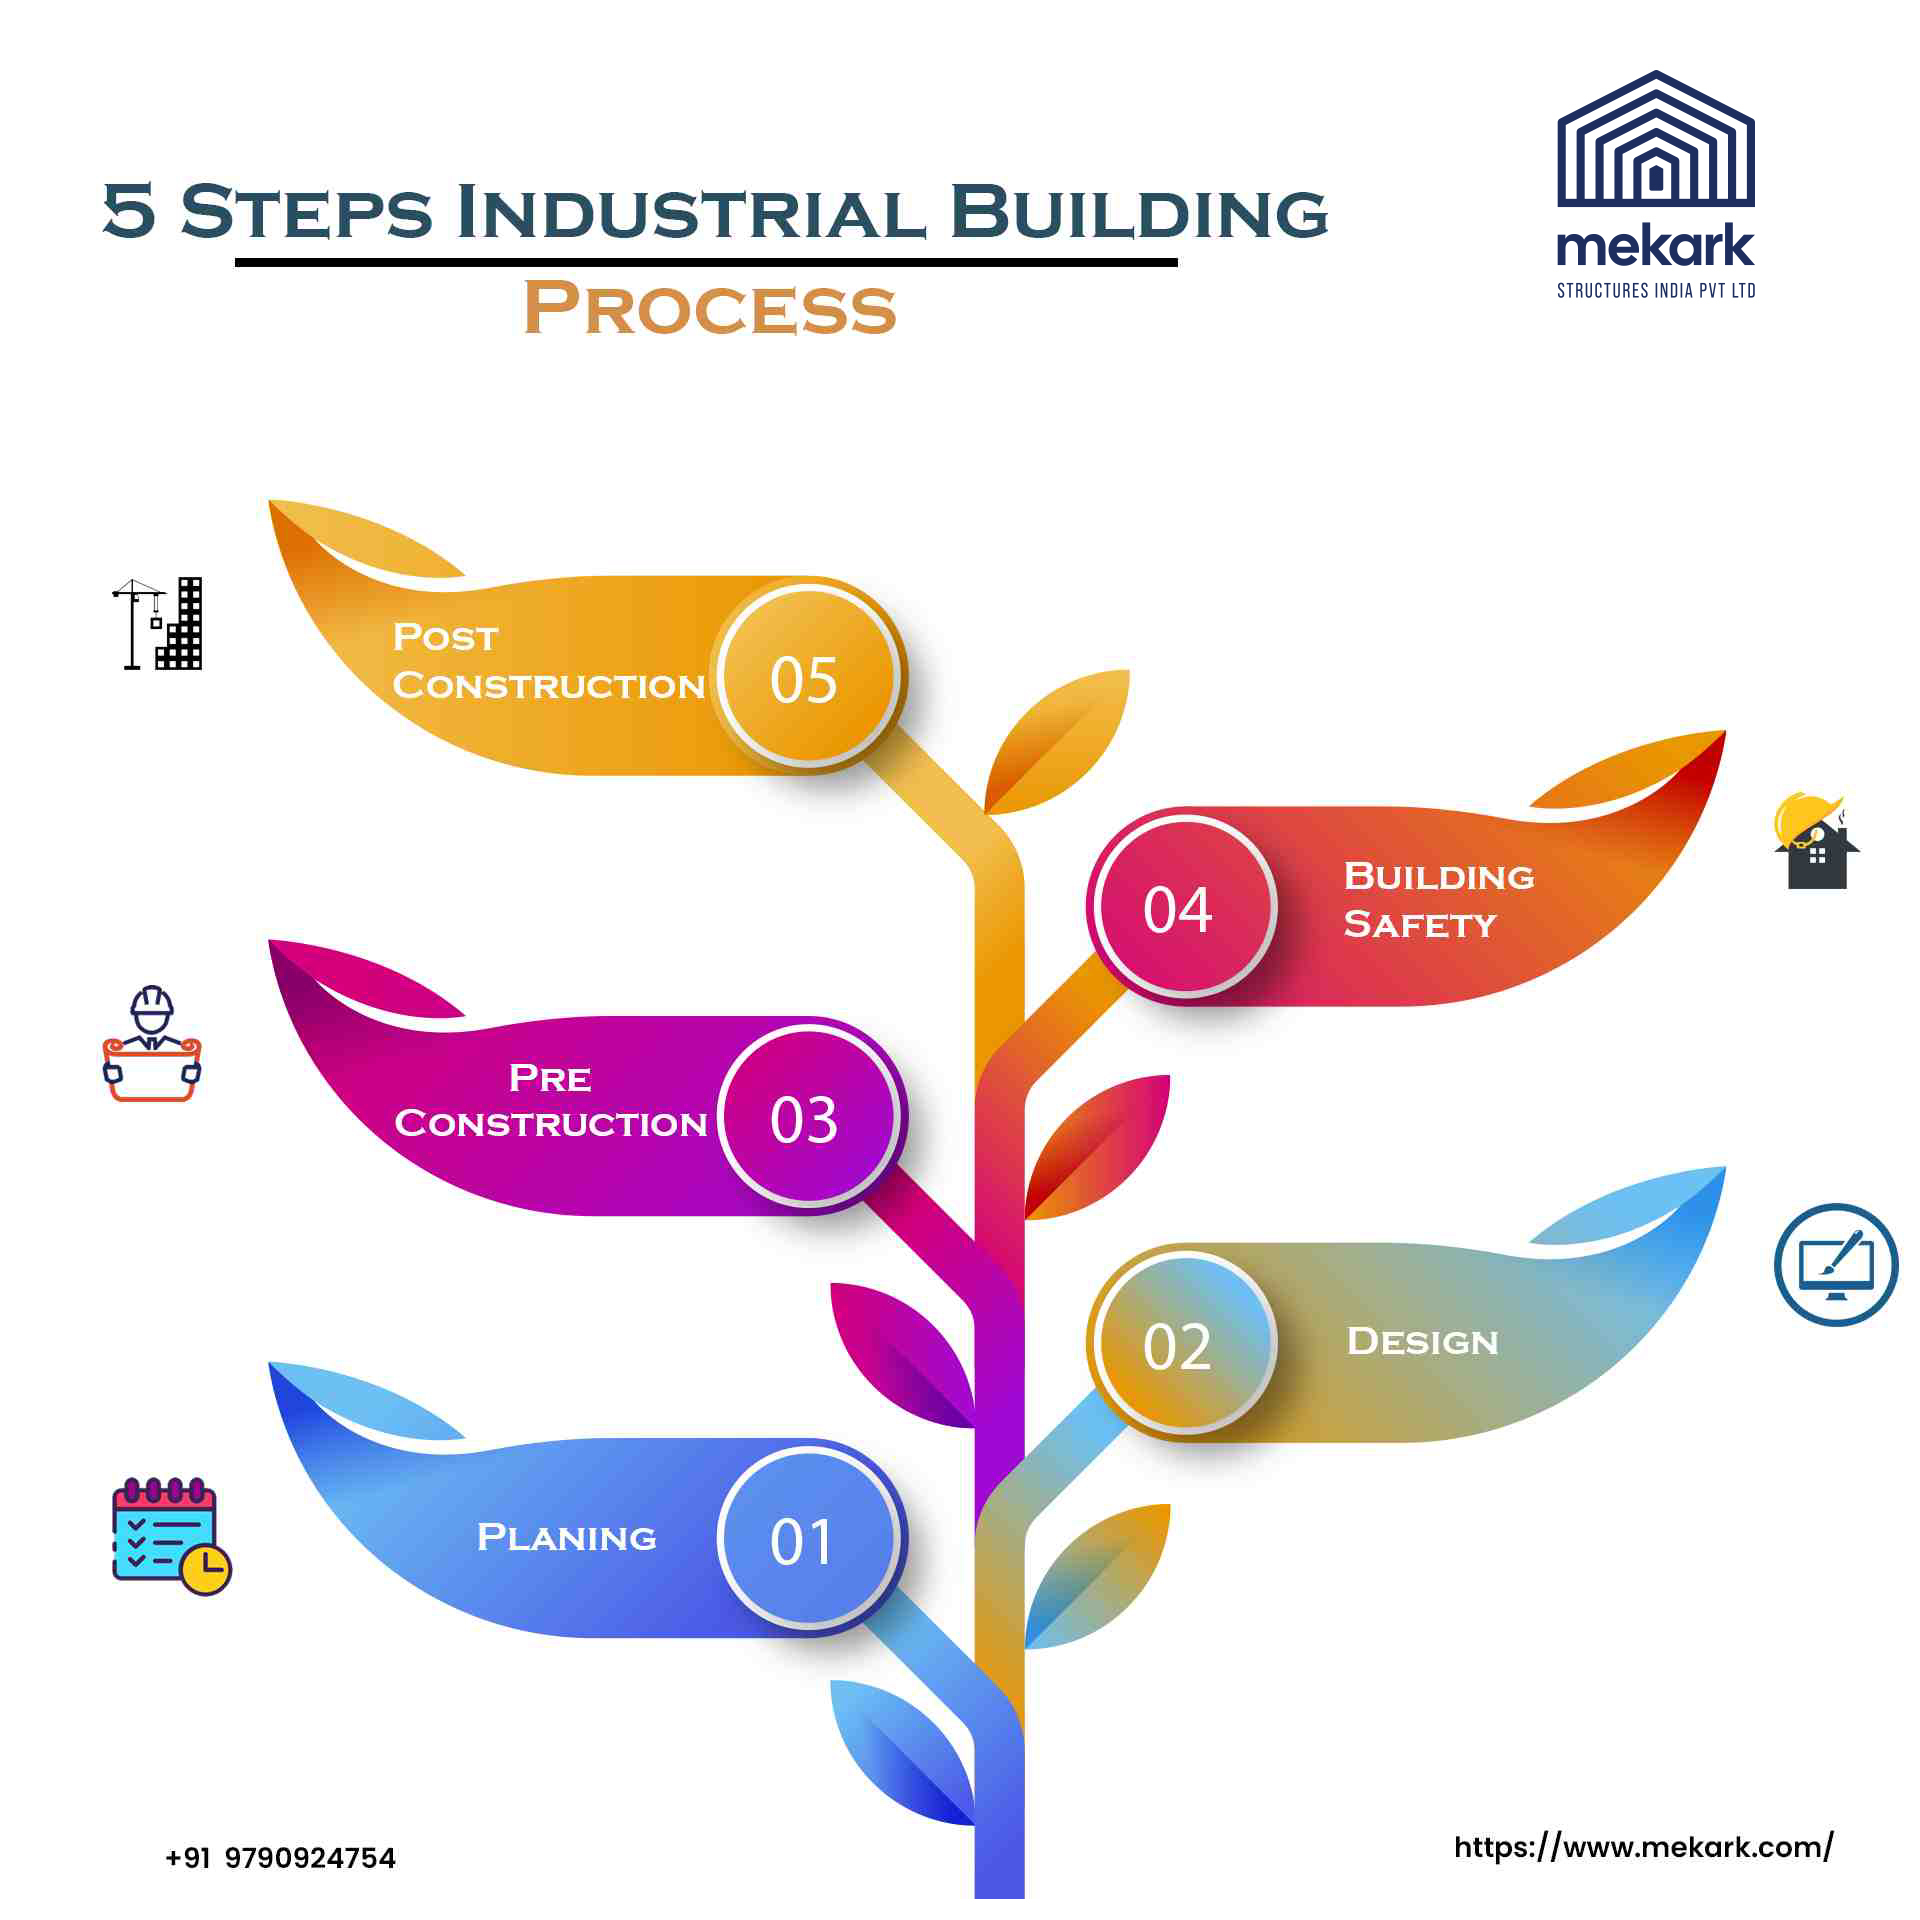 5 Steps Industrial Building
Process
mekark
STRUCTURES INDIA PVT LTD
Post
Construction
05
04
Building
Safety
Pre
Construction
03
02
Design
Planing
01
+91 9790924754
https://www.mekark.com/